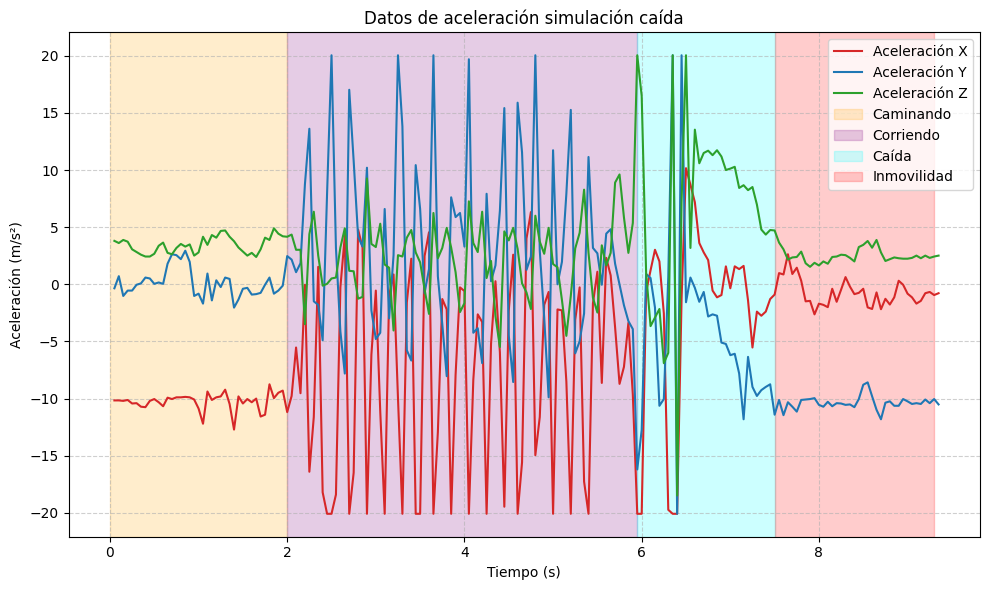 Datos de aceleración simulación caída
Aceleración X
Aceleración Y
Aceleración Z
Caminando
Corriendo
Caída
Inmovilidad
Aceleración (m/s²)
20
15
10
5
0
−5
−10
−15
−20
0 2 4 6 8
Tiempo (s)